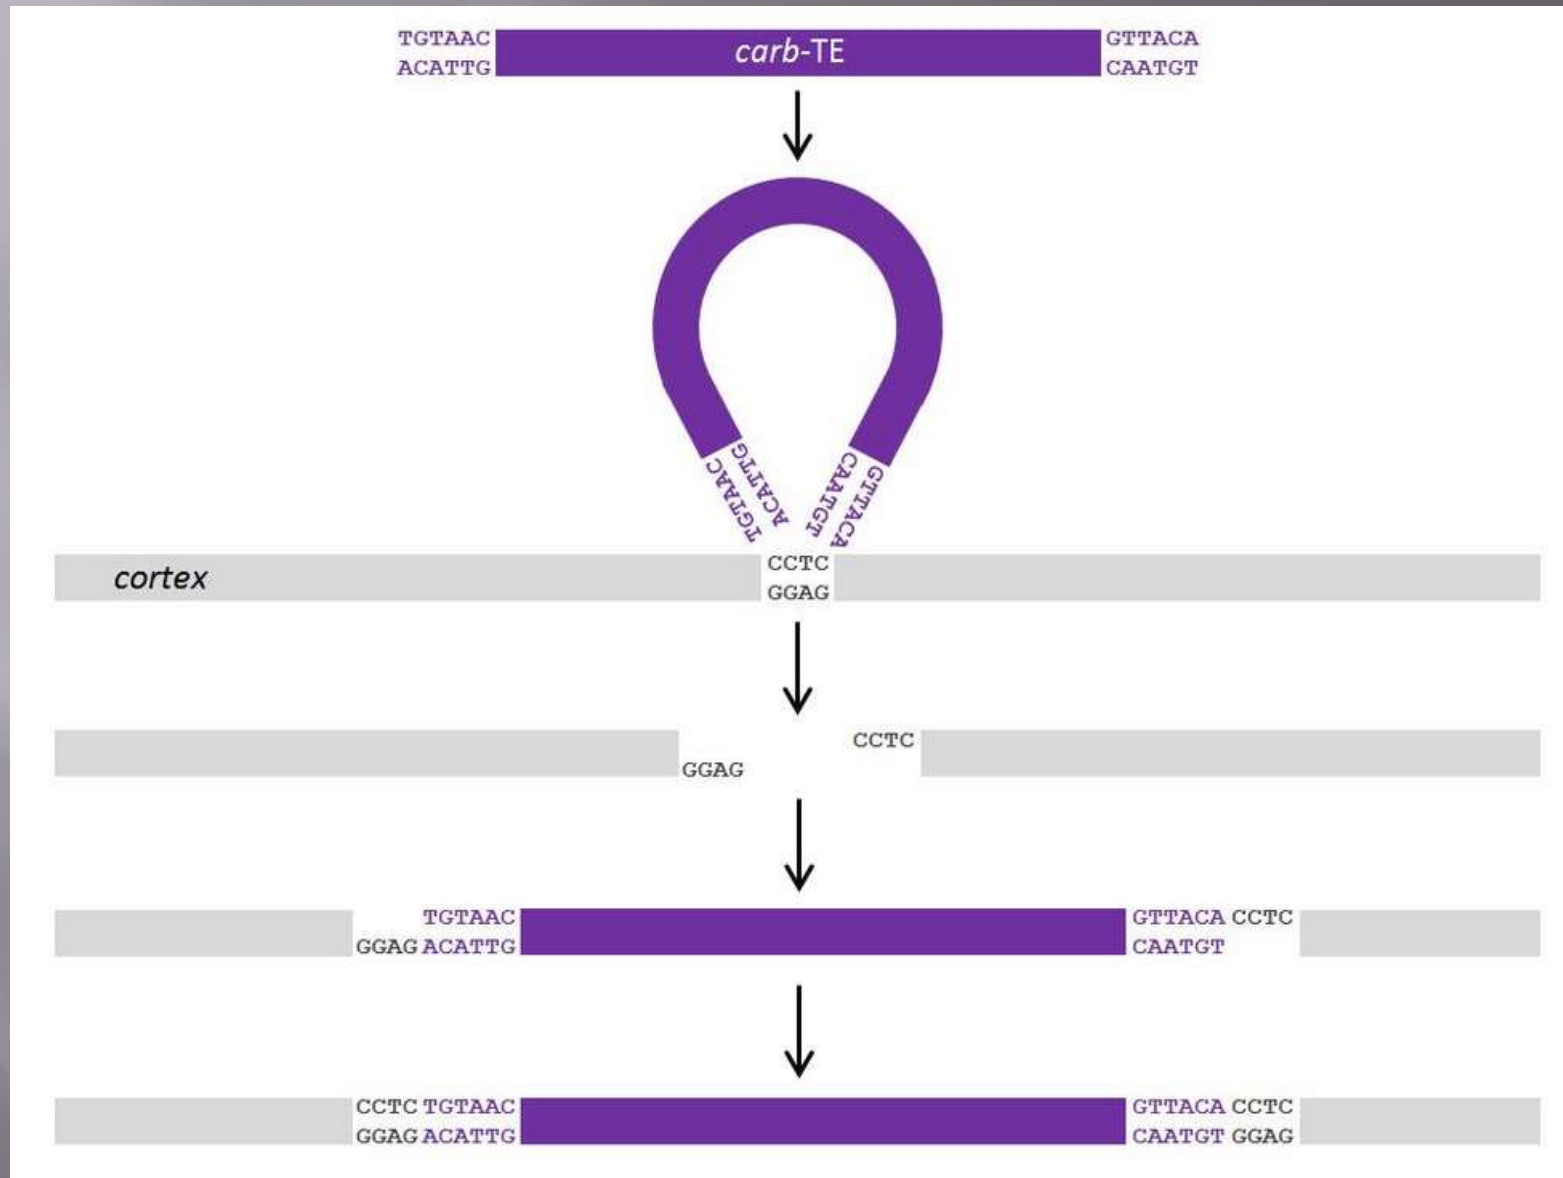 TGTAAC carb-TE GTTACA
ACATTG CAATGT
TGTAAC
ACATTG
CAATGT
GTTACA
CCTC
cortex
GGAG
CCTC
GGAG
TGTAAC GTTACA CCTC
GGAG ACATTG CAATGT
CCTC TGTAAC GTTACA CCTC
GGAG ACATTG CAATGT GGAG